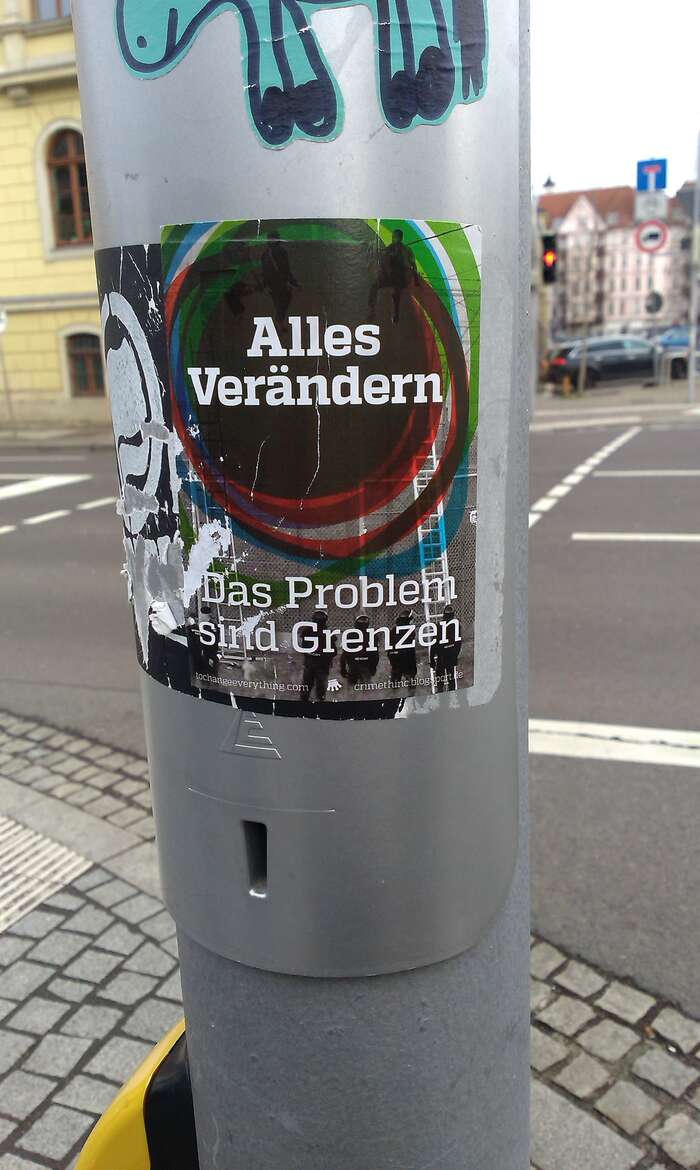 Alles
Verändern
Das Problem
sind Grenzen
tochangeeverything.com crimethinc.blogsport.de